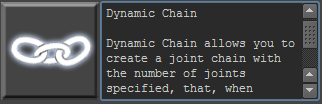 Dynamic Chain
Dynamic Chain allows you to
create a joint chain with
the number of joints
specified, that, when